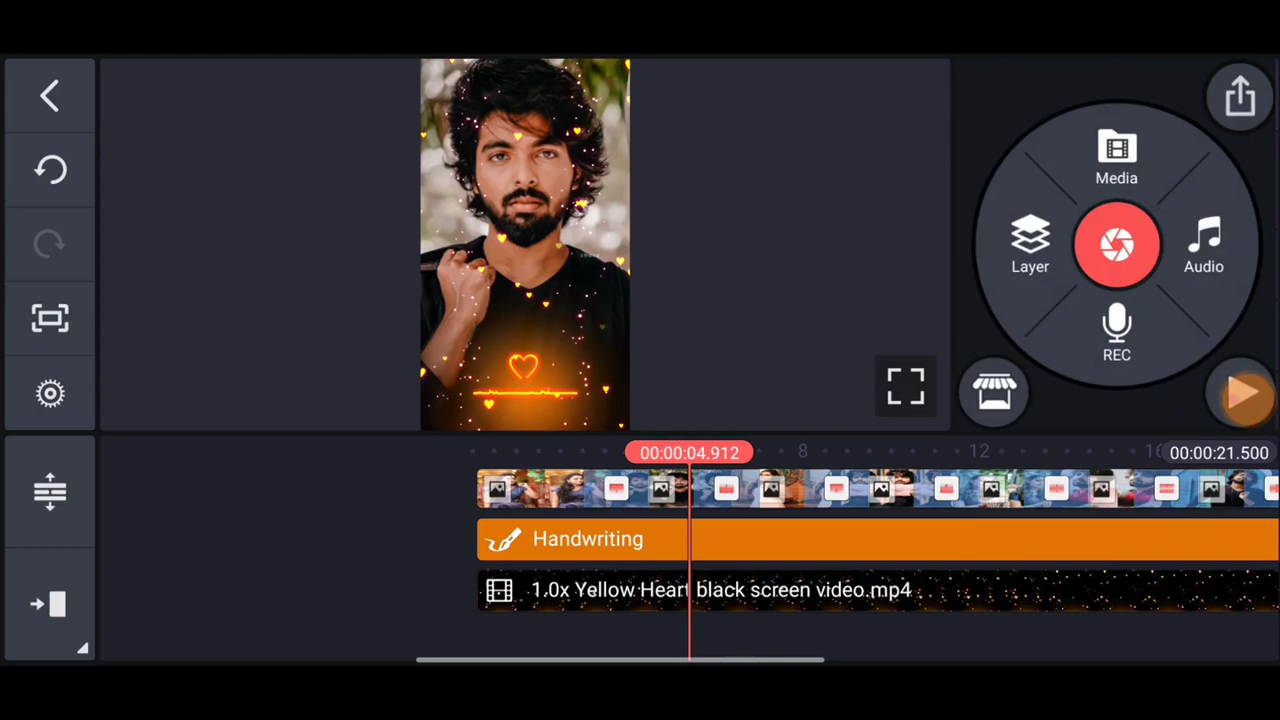 Media
Layer
Audio
REC
00:00:04.912
8
12
16
00:00:21.500
Handwriting
1.0x Yellow Heart black screen video.mp4